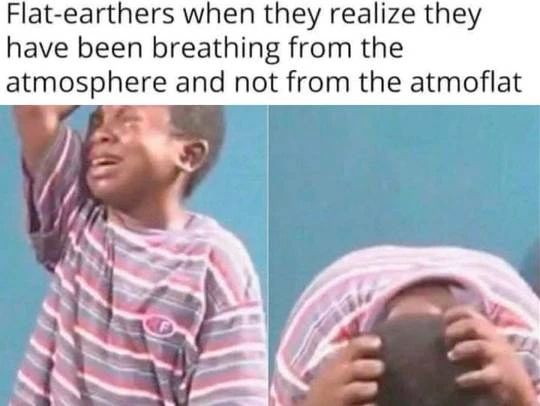 Flat-earthers when they realize they
have been breathing from the
atmosphere and not from the atmoflat